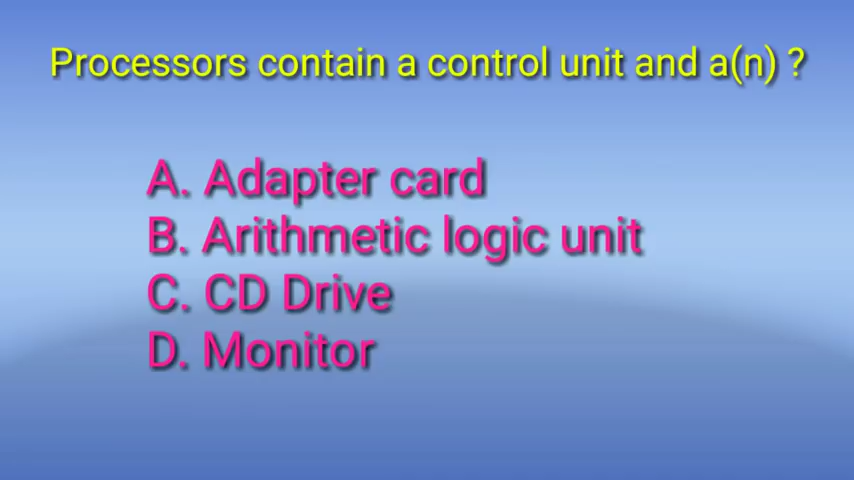 Processors contain a control unit and a(n) ?
A. Adapter card
B. Arithmetic logic unit
C. CD Drive
D. Monitor